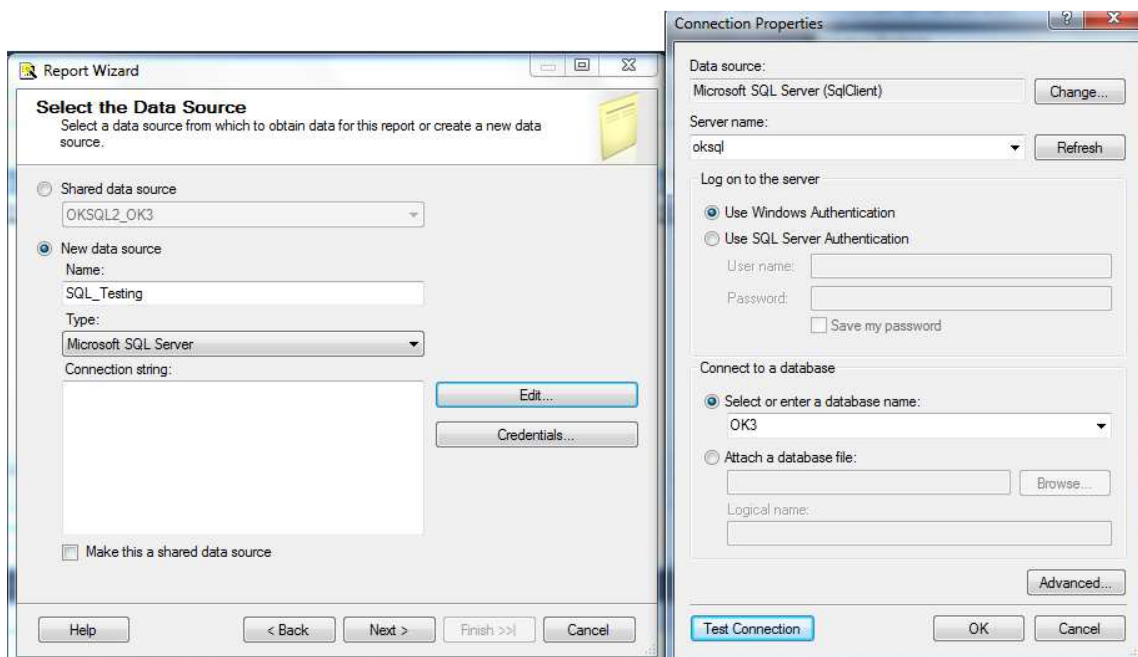 Report Wizard
Select the Data Source
Select a data source from which to obtain data for this report or create a new data
source.
Shared data source
OKSQL2_OK3
New data source
Name:
SQL_Testing
Type:
Microsoft SQL Server
Connection string:
Edit...
Credentials...
Make this a shared data source
Help
< Back
Next >
Finish >>|
Cancel
Connection Properties
?
Data source:
Microsoft SQL Server (SqlClient)
Change...
Server name:
oksql
Refresh
Log on to the server
Use Windows Authentication
Use SQL Server Authentication
User name:
Password:
Save my password
Connect to a database
Select or enter a database name:
OK3
Attach a database file:
Browse...
Logical name:
Advanced...
Test Connection
OK
Cancel